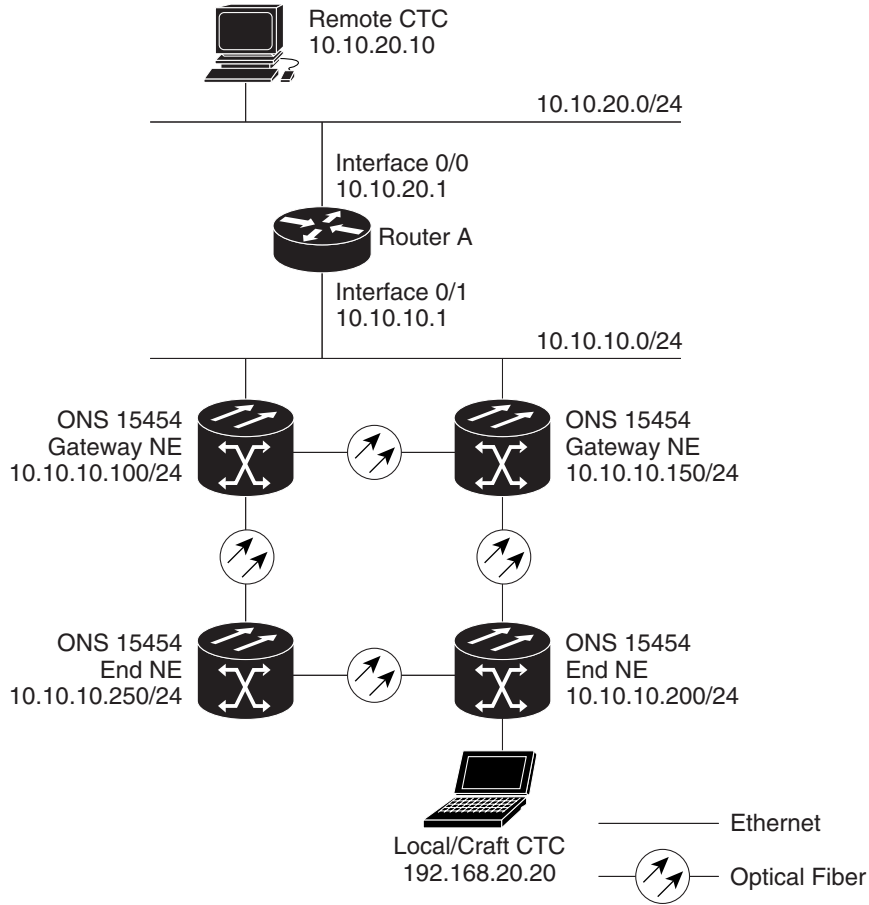 Remote CTC
10.10.20.10
10.10.20.0/24
Interface 0/0
10.10.20.1
Router A
Interface 0/1
10.10.10.1
10.10.10.0/24
ONS 15454
Gateway NE
10.10.10.100/24
ONS 15454
Gateway NE
10.10.10.150/24
ONS 15454
End NE
10.10.10.250/24
ONS 15454
End NE
10.10.10.200/24
Local/Craft CTC
192.168.20.20
Ethernet
Optical Fiber